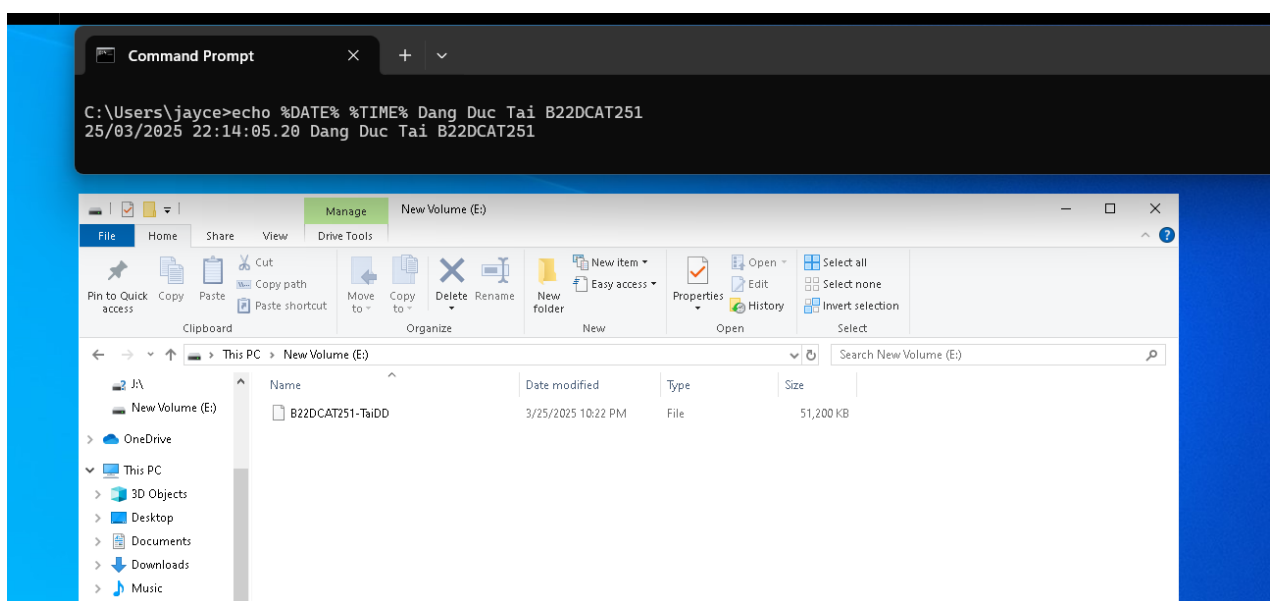 Command Prompt
C:\Users\jayce>echo %DATE% %TIME% Dang Duc Tai B22DCAT251
25/03/2025 22:14:05.20 Dang Duc Tai B22DCAT251
Manage New Volume (E:)
File Home Share View Drive Tools
Pin to Quick access
Copy
Paste
Cut
Copy path
Paste shortcut
Clipboard
Move to
Copy to
Delete
Rename
Organize
New folder
New item
Easy access
New
Properties
Open
Edit
History
Open
Select all
Select none
Invert selection
Select
This PC > New Volume (E:)
Search New Volume (E:)
J:\
New Volume (E:)
OneDrive
This PC
3D Objects
Desktop
Documents
Downloads
Music
Name Date modified Type Size
B22DCAT251-TaiDD 3/25/2025 10:22 PM File 51,200 KB